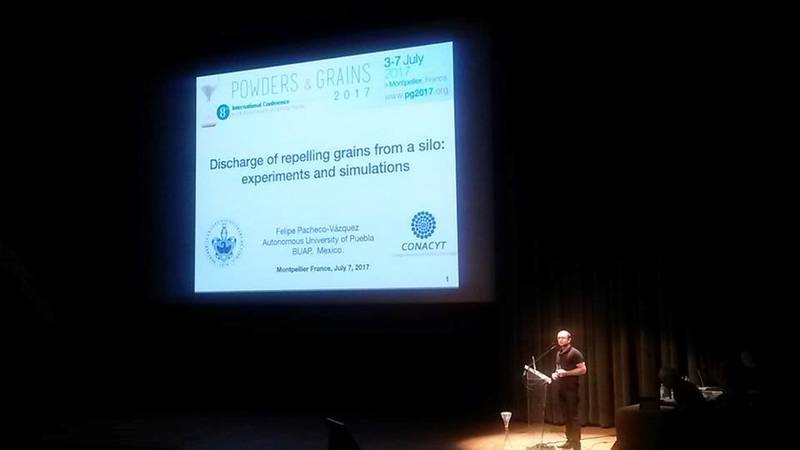 POWDERS & GRAINS
2017
8
International Conference
3-7 July
2017
Montpellier, France
www.pg2017.org
Discharge of repelling grains from a silo:
experiments and simulations
Felipe Pacheco-Vázquez
Autonomous University of Puebla
BUAP, Mexico.
CONACYT
Montpellier France, July 7, 2017
1